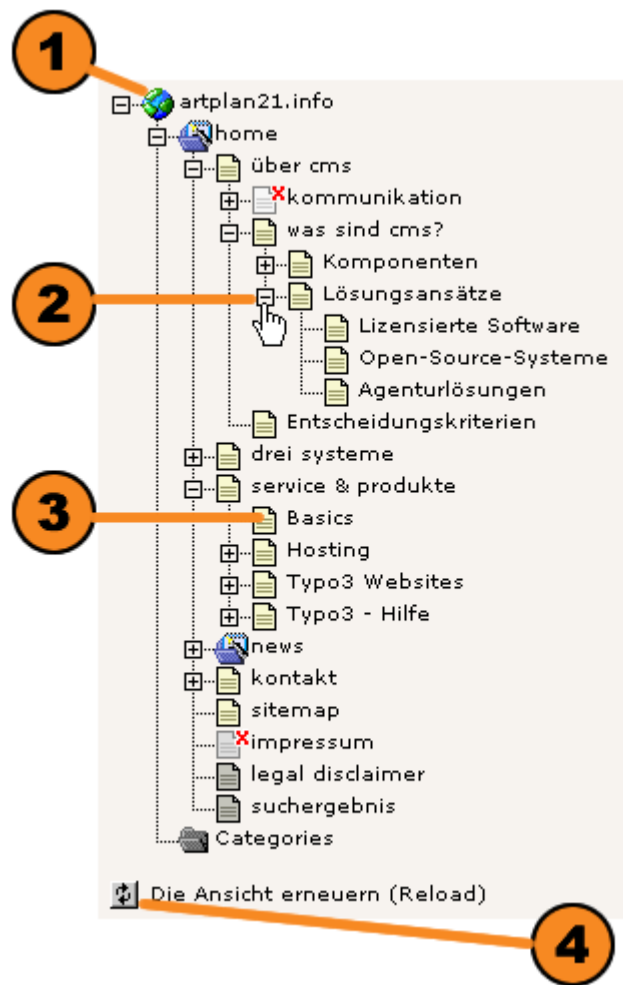 1
artplan21.info
home
über cms
kommunikation
was sind cms?
Komponenten
2
Lösungsansätze
Lizensierte Software
Open-Source-Systeme
Agenturlösungen
Entscheidungskriterien
drei systeme
service & produkte
3
Basics
Hosting
Typo3 Websites
Typo3 - Hilfe
news
kontakt
sitemap
impressum
legal disclaimer
suchergebnis
Categories
Die Ansicht erneuern (Reload)
4